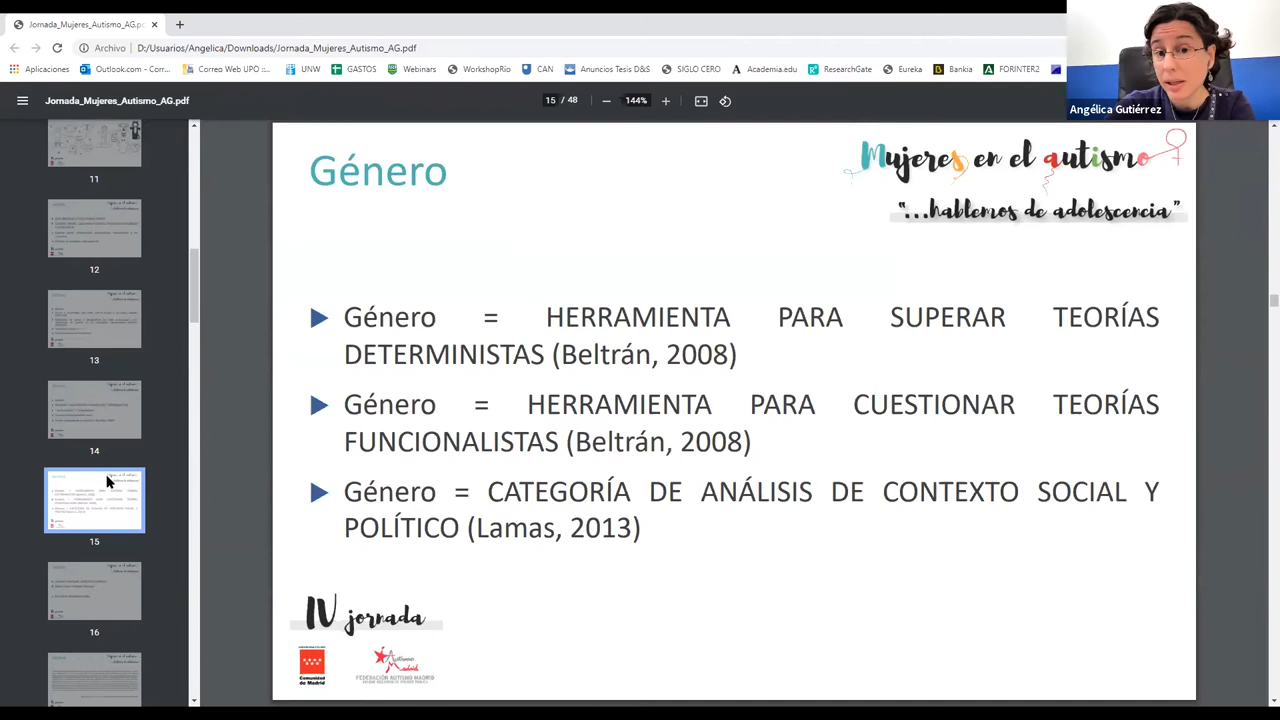 Jornada_Mujeres_Autismo_AG.pdf
Archivo D:/Usuarios/Angelica/Downloads/Jornada_Mujeres_Autismo_AG.pdf
Aplicaciones Outlook.com - Corr... Correo Web UPO ::... UNW GASTOS Webinars WorkshopRío CAN Anuncios Tesis D&S SIGLO CERO Academia.edu ResearchGate Eureka Bankia FORINTER2
Angélica Gutiérrez
Jornada_Mujeres_Autismo_AG.pdf 15 / 48 144%
11
12
13
14
15
16
Género
Mujeres en el autismo
"...hablemos de adolescencia"
Género = HERRAMIENTA PARA SUPERAR TEORÍAS
DETERMINISTAS (Beltrán, 2008)
Género = HERRAMIENTA PARA CUESTIONAR TEORÍAS
FUNCIONALISTAS (Beltrán, 2008)
Género = CATEGORÍA DE ANÁLISIS DE CONTEXTO SOCIAL Y
POLÍTICO (Lamas, 2013)
IV jornada
Comunidad
de Madrid
Autismo
Madrid
FEDERACIÓN AUTISMO MADRID